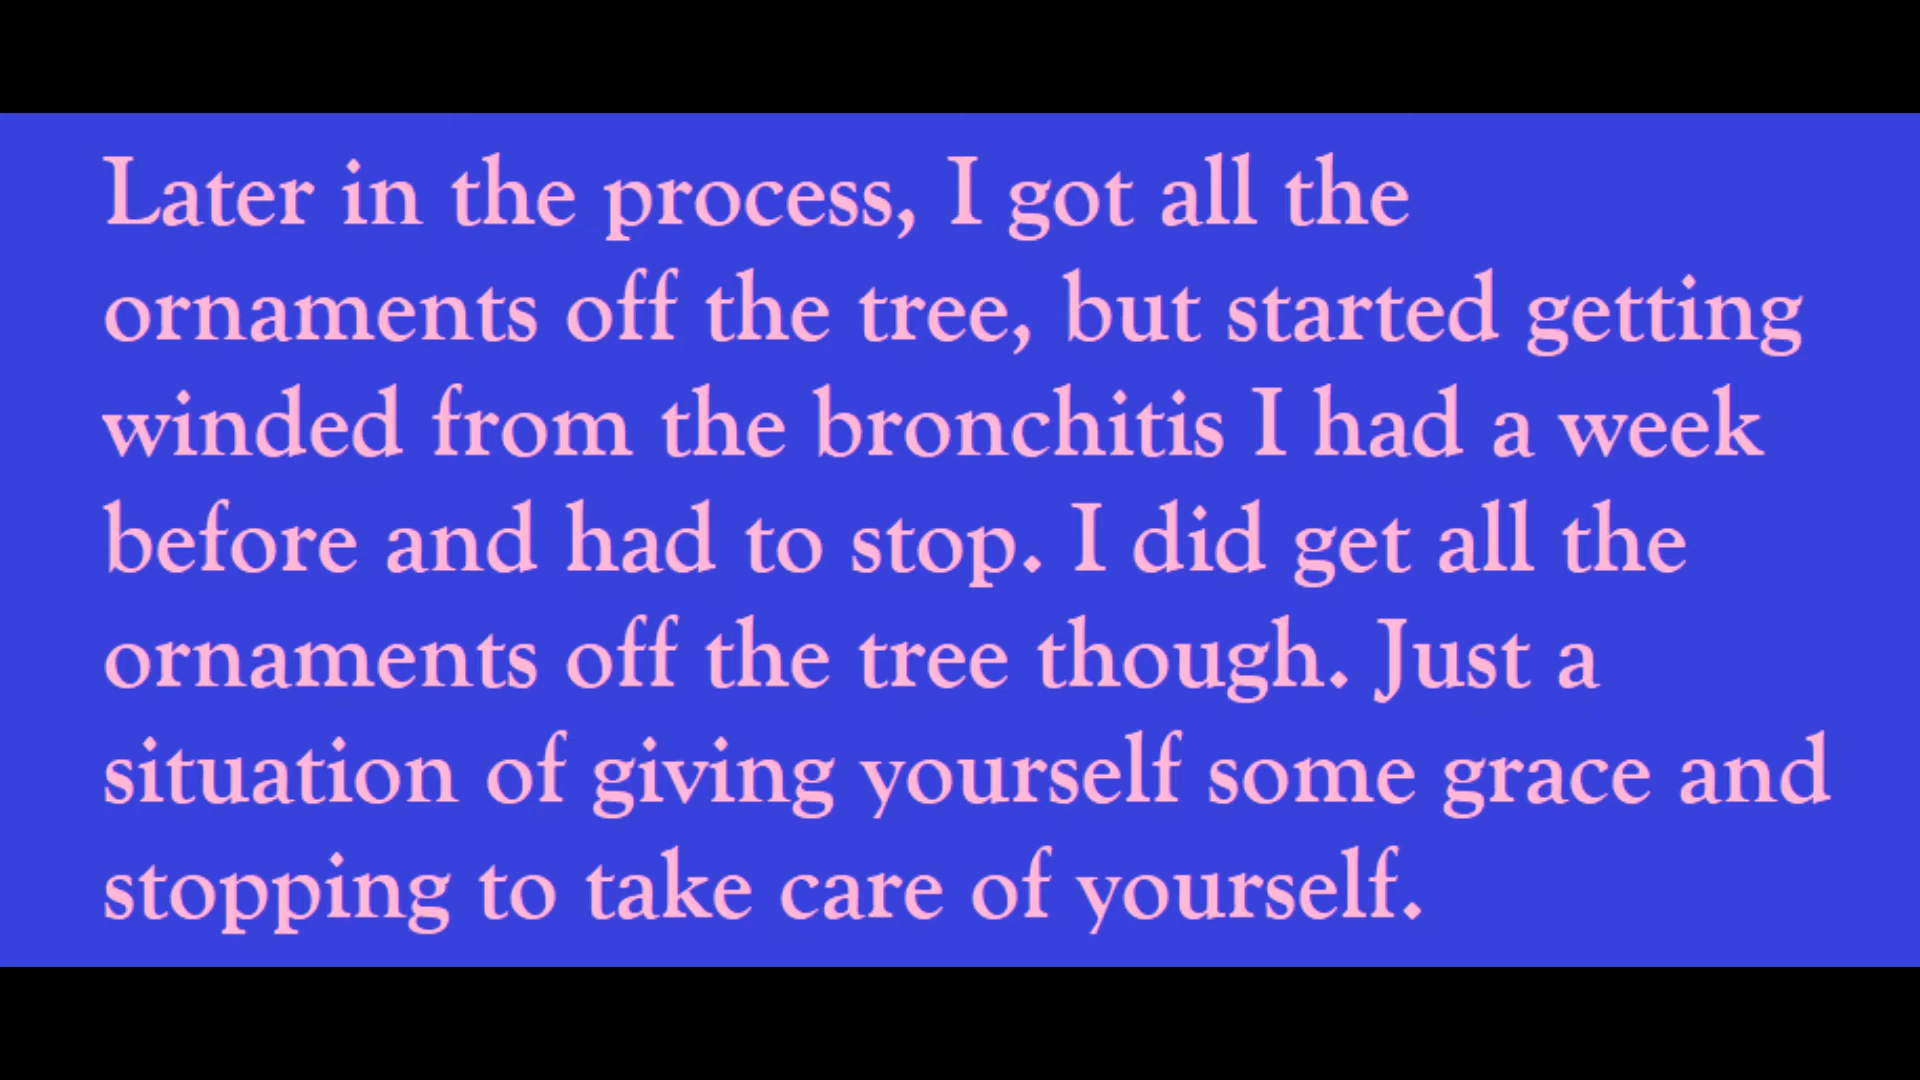 Later in the process, I got all the
ornaments off the tree, but started getting
winded from the bronchitis I had a week
before and had to stop. I did get all the
ornaments off the tree though. Just a
situation of giving yourself some grace and
stopping to take care of yourself.